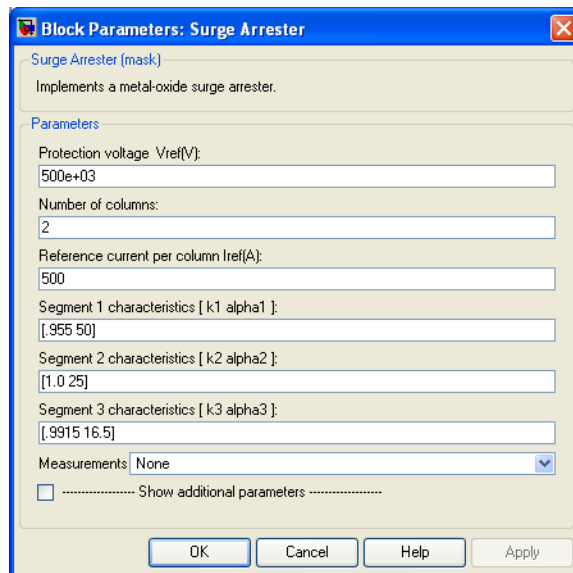 Block Parameters: Surge Arrester
Surge Arrester (mask)
Implements a metal-oxide surge arrester.
Parameters
Protection voltage Vref(V):
500e+03
Number of columns:
2
Reference current per column Iref(A):
500
Segment 1 characteristics [ k1 alpha1 ]:
[.955 50]
Segment 2 characteristics [ k2 alpha2 ]:
[1.0 25]
Segment 3 characteristics [ k3 alpha3 ]:
[.9915 16.5]
Measurements None
------------------ Show additional parameters ------------------
OK Cancel Help Apply